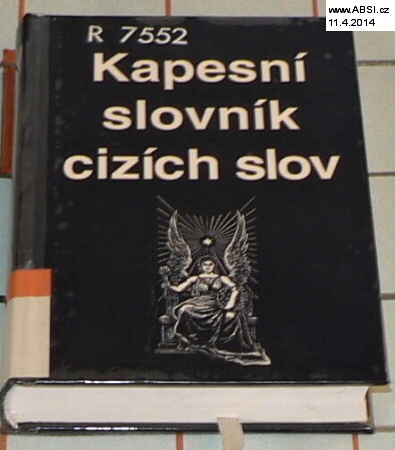 www.ABSI.cz
11.4.2014
R 7552
Kapesní
slovník
cizích slov